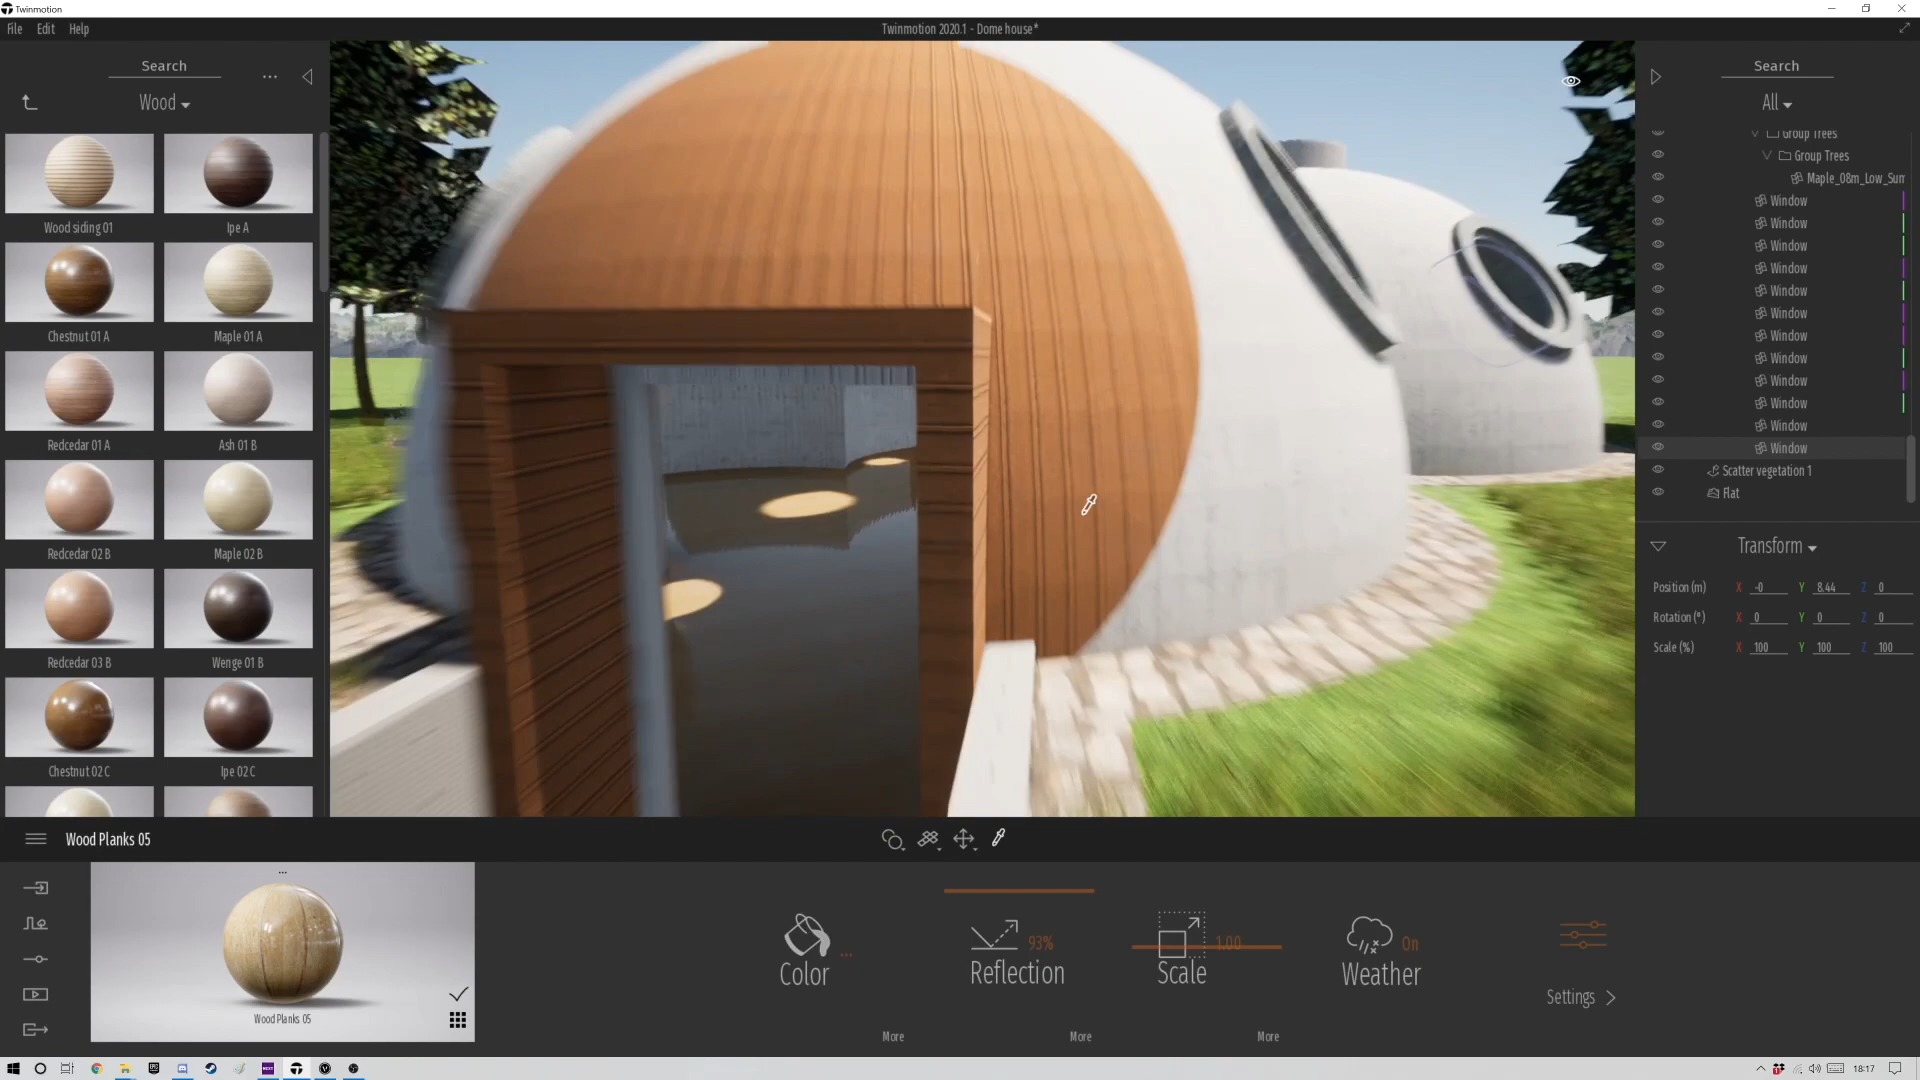 Twinmotion
File Edit Help
Twinmotion 2020.1 - Dome house*
Search
...
Wood
Wood siding 01
Ipe A
Chestnut 01 A
Maple 01 A
Redcedar 01 A
Ash 01 B
Redcedar 02 B
Maple 02 B
Redcedar 03 B
Wenge 01 B
Chestnut 02 C
Ipe 02 C
Search
All
Group Trees
Group Trees
Maple_08m_Low_Sum
Window
Window
Window
Window
Window
Window
Window
Window
Window
Window
Window
Window
Scatter vegetation 1
Flat
Transform
Position (m) X -0 Y 8.44 Z 0
Rotation (°) X 0 Y 0 Z 0
Scale (%) X 100 Y 100 Z 100
Wood Planks 05
...
Wood Planks 05
Color ...
More
Reflection 93%
More
Scale 1.00
More
Weather On
Settings
18:17